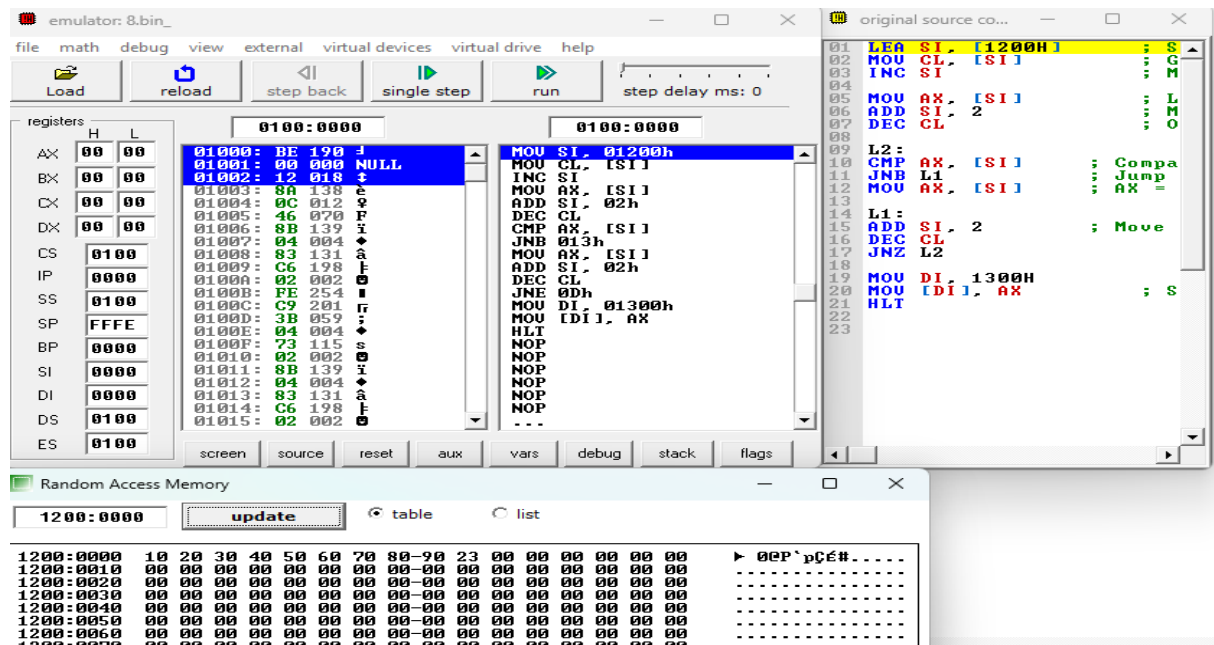 emulator: 8.bin_
file math debug view external virtual devices virtual drive help
Load reload step back single step run step delay ms: 0
registers
H L
0100:0000 0100:0000
AX 00 00
BX 00 00
CX 00 00
DX 00 00
CS 0100
IP 0000
SS 0100
SP FFFE
BP 0000
SI 0000
DI 0000
DS 0100
ES 0100
01000: BE 190 ╛
01001: 00 000 NULL
01002: 12 018 ↕
01003: 8A 138 è
01004: 0C 012 ♀
01005: 46 070 F
01006: 8B 139 ï
01007: 04 004 ♦
01008: 83 131 â
01009: C6 198 ╞
0100A: 02 002 ☻
0100B: FE 254 ■
0100C: C9 201 ╔
0100D: 3B 059 ;
0100E: 04 004 ♦
0100F: 73 115 s
01010: 02 002 ☻
01011: 8B 139 ï
01012: 04 004 ♦
01013: 83 131 â
01014: C6 198 ╞
01015: 02 002 ☻
MOV SI, 01200h
MOV CL, [SI]
INC SI
MOV AX, [SI]
ADD SI, 02h
DEC CL
CMP AX, [SI]
JNB 013h
MOV AX, [SI]
ADD SI, 02h
DEC CL
JNE 0Dh
MOV DI, 01300h
MOV [DI], AX
HLT
NOP
NOP
NOP
NOP
NOP
NOP
...
screen source reset aux vars debug stack flags
original source co...
01 LEA SI, [1200H] ; S
02 MOV CL, [SI] ; G
03 INC SI ; M
04
05 MOV AX, [SI] ; L
06 ADD SI, 2 ; M
07 DEC CL ; O
08
09 L2:
10 CMP AX, [SI] ; Compa
11 JNB L1 ; Jump
12 MOV AX, [SI] ; AX =
13
14 L1:
15 ADD SI, 2 ; Move
16 DEC CL
17 JNZ L2
18
19 MOV DI, 1300H
20 MOV [DI], AX ; S
21 HLT
22
23
Random Access Memory
1200:0000 update table list
1200:0000 10 20 30 40 50 60 70 80-90 23 00 00 00 00 00 00 ► 0@P`pÇÉ#......
1200:0010 00 00 00 00 00 00 00 00-00 00 00 00 00 00 00 00 ................
1200:0020 00 00 00 00 00 00 00 00-00 00 00 00 00 00 00 00 ................
1200:0030 00 00 00 00 00 00 00 00-00 00 00 00 00 00 00 00 ................
1200:0040 00 00 00 00 00 00 00 00-00 00 00 00 00 00 00 00 ................
1200:0050 00 00 00 00 00 00 00 00-00 00 00 00 00 00 00 00 ................
1200:0060 00 00 00 00 00 00 00 00-00 00 00 00 00 00 00 00 ................